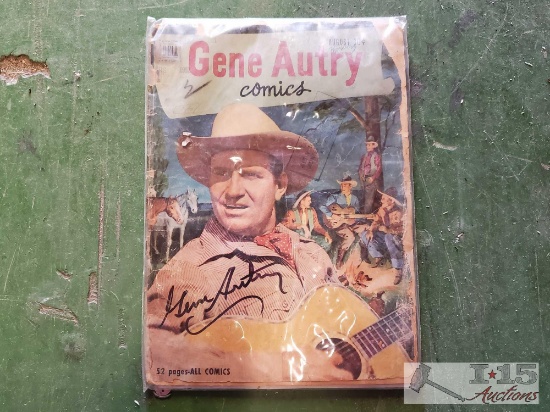 Gene Autry
comics
Gene Autry
52 pages-ALL COMICS
I★15
Auctions